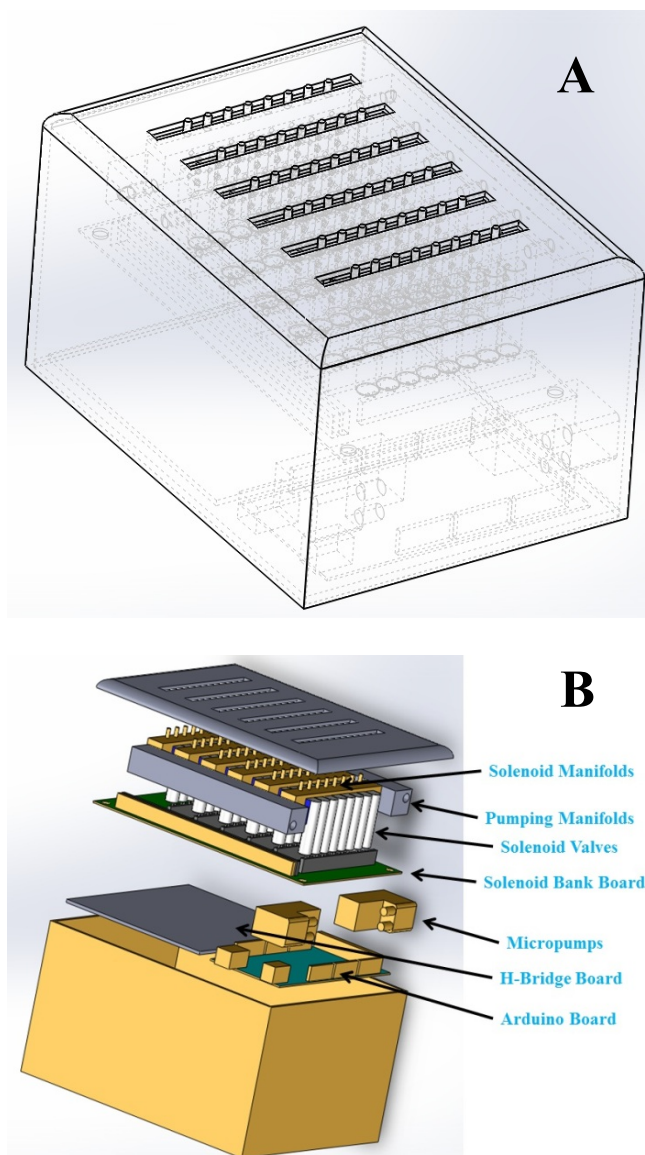 A
B
Solenoid Manifolds
Pumping Manifolds
Solenoid Valves
Solenoid Bank Board
Micropumps
H-Bridge Board
Arduino Board